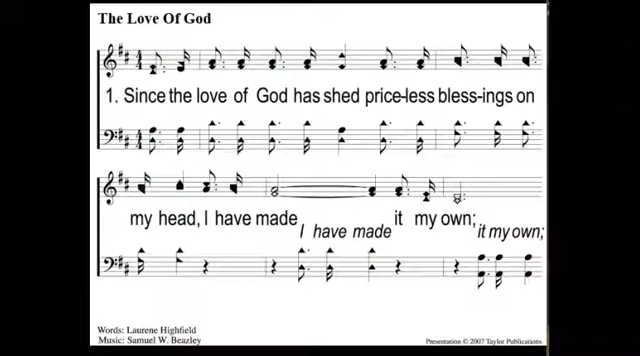 The Love Of God
1. Since the love of God has shed price-less bless-ings on
my head, I have made it my own;
I have made it my own;
Words: Laurene Highfield
Music: Samuel W. Beazley
Presentation © 2007 Taylor Publications